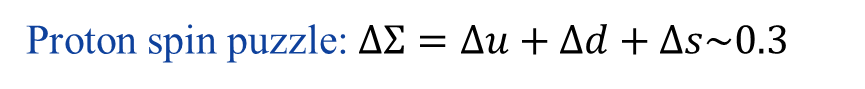 Proton spin puzzle: ΔΣ = Δu + Δd + Δs~0.3